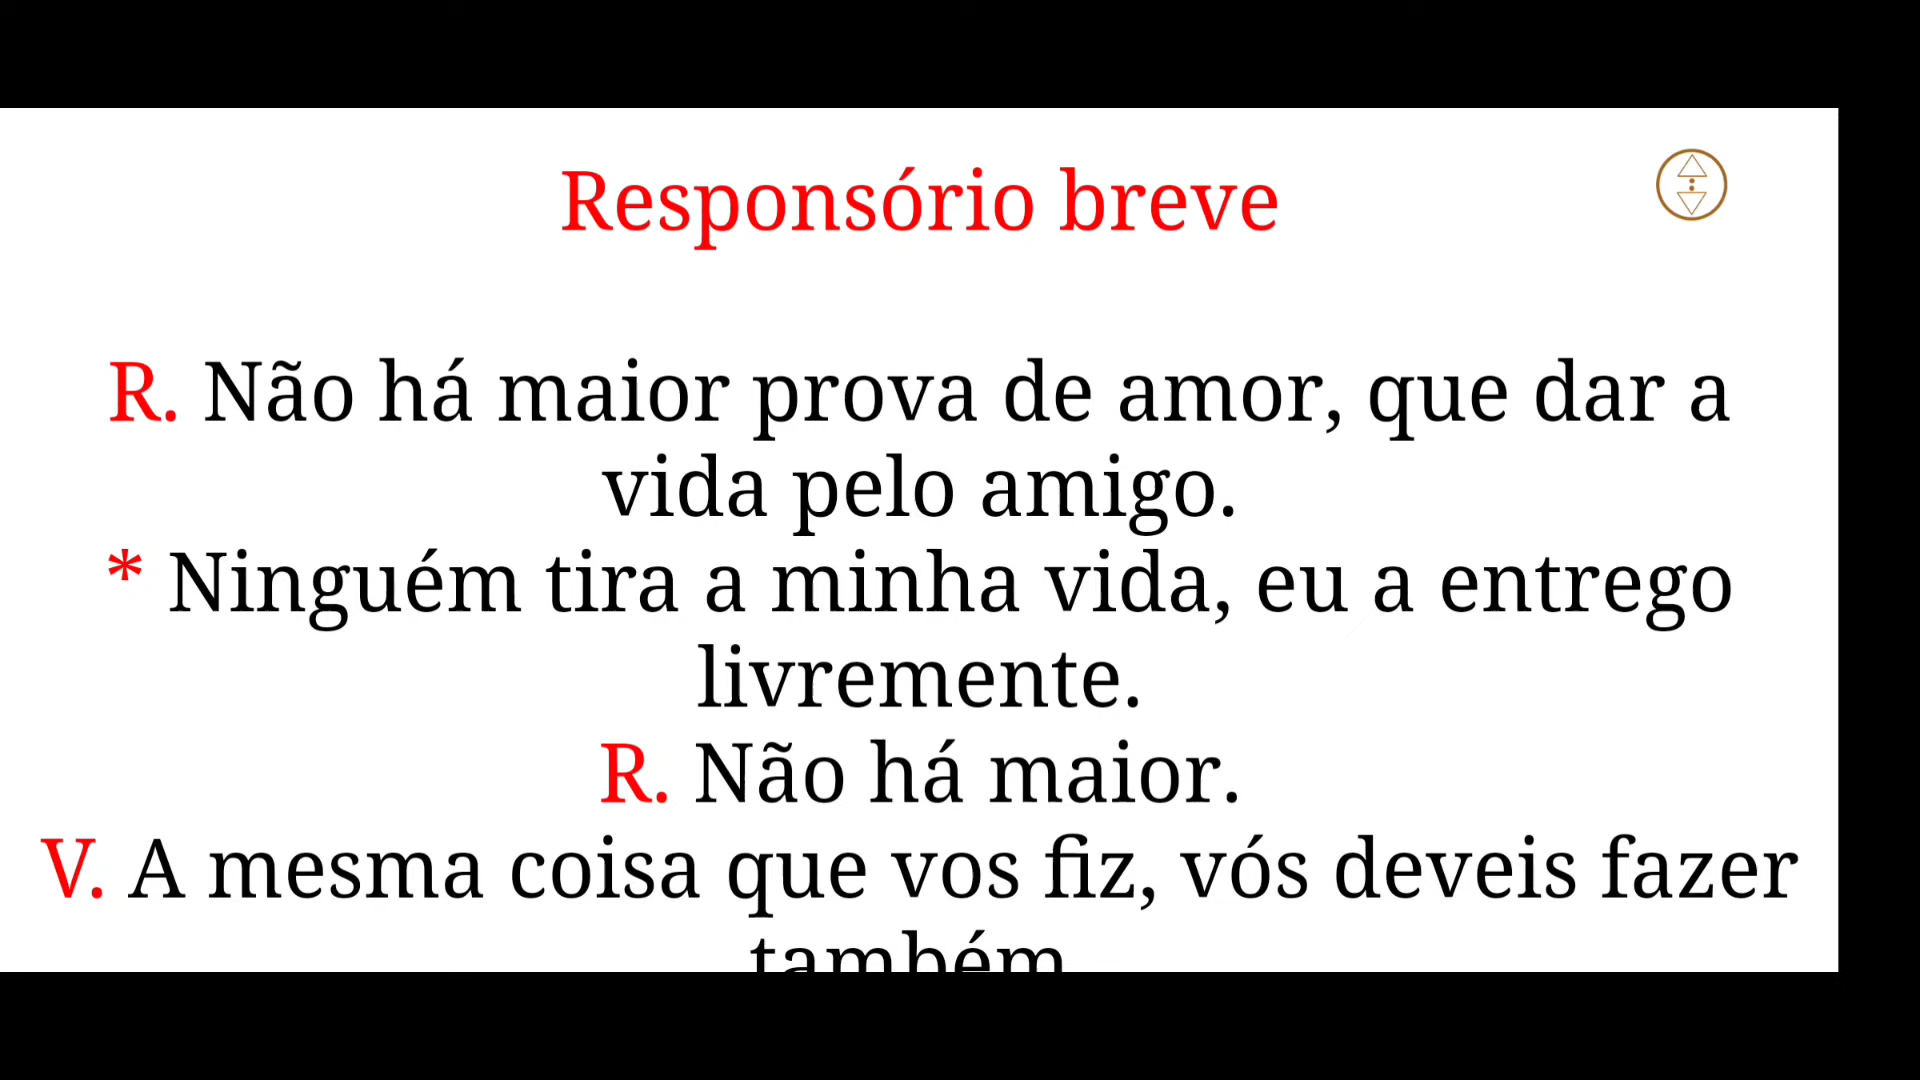 Responsório breve
R. Não há maior prova de amor, que dar a
vida pelo amigo.
* Ninguém tira a minha vida, eu a entrego
livremente.
R. Não há maior.
V. A mesma coisa que vos fiz, vós deveis fazer
também